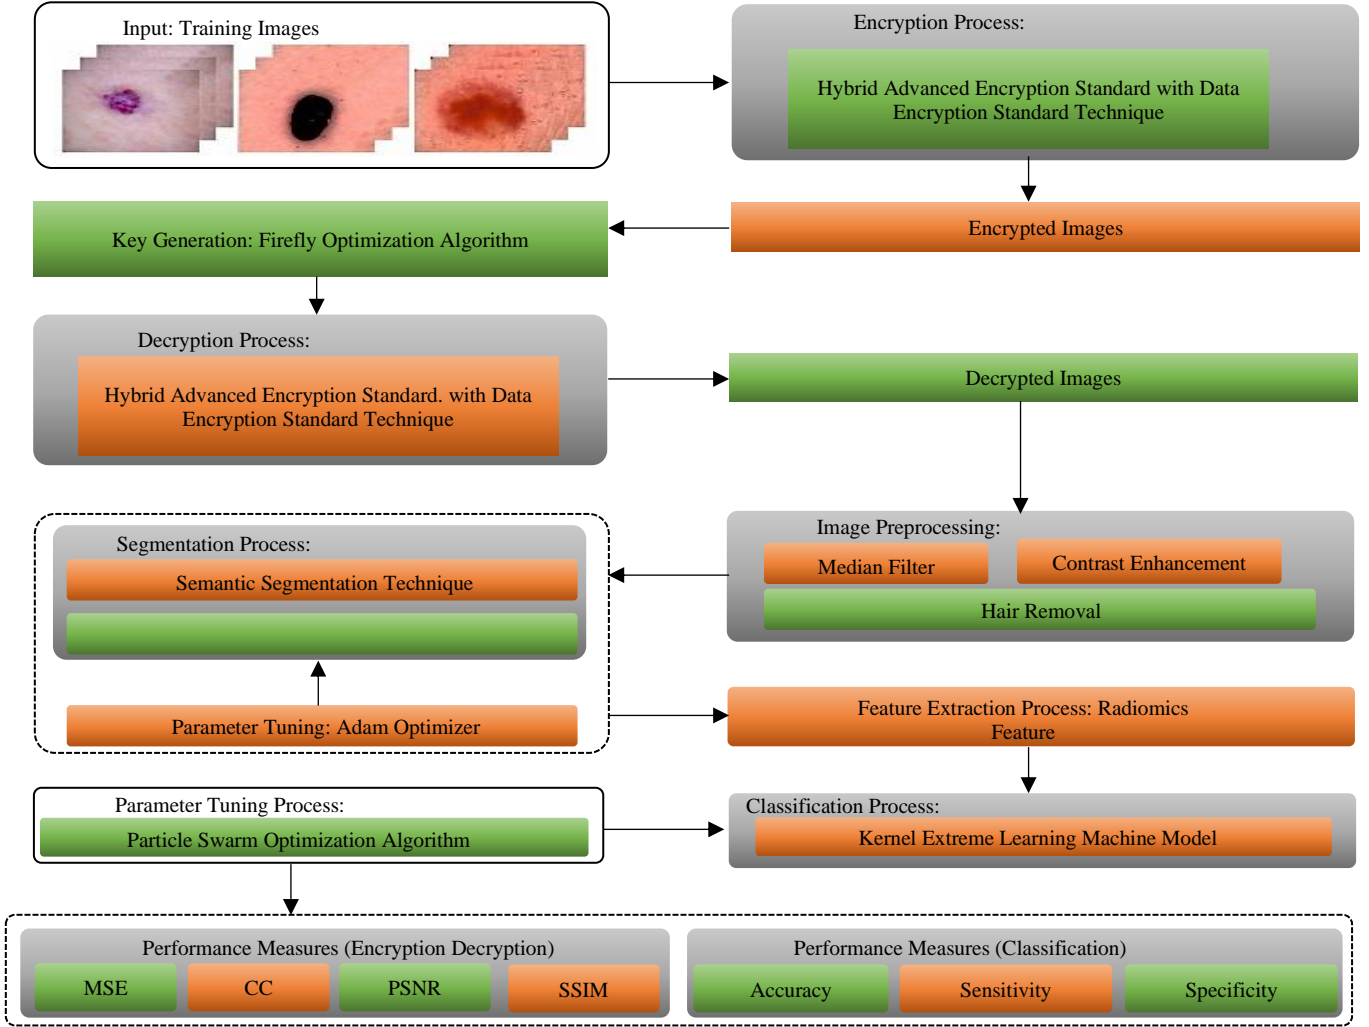 Input: Training Images
Encryption Process:
Hybrid Advanced Encryption Standard with Data
Encryption Standard Technique
Key Generation: Firefly Optimization Algorithm
Encrypted Images
Decryption Process:
Hybrid Advanced Encryption Standard. with Data
Encryption Standard Technique
Decrypted Images
Segmentation Process:
Semantic Segmentation Technique
Parameter Tuning: Adam Optimizer
Image Preprocessing:
Median Filter
Contrast Enhancement
Hair Removal
Feature Extraction Process: Radiomics
Feature
Parameter Tuning Process:
Particle Swarm Optimization Algorithm
Classification Process:
Kernel Extreme Learning Machine Model
Performance Measures (Encryption Decryption)
MSE
CC
PSNR
SSIM
Performance Measures (Classification)
Accuracy
Sensitivity
Specificity